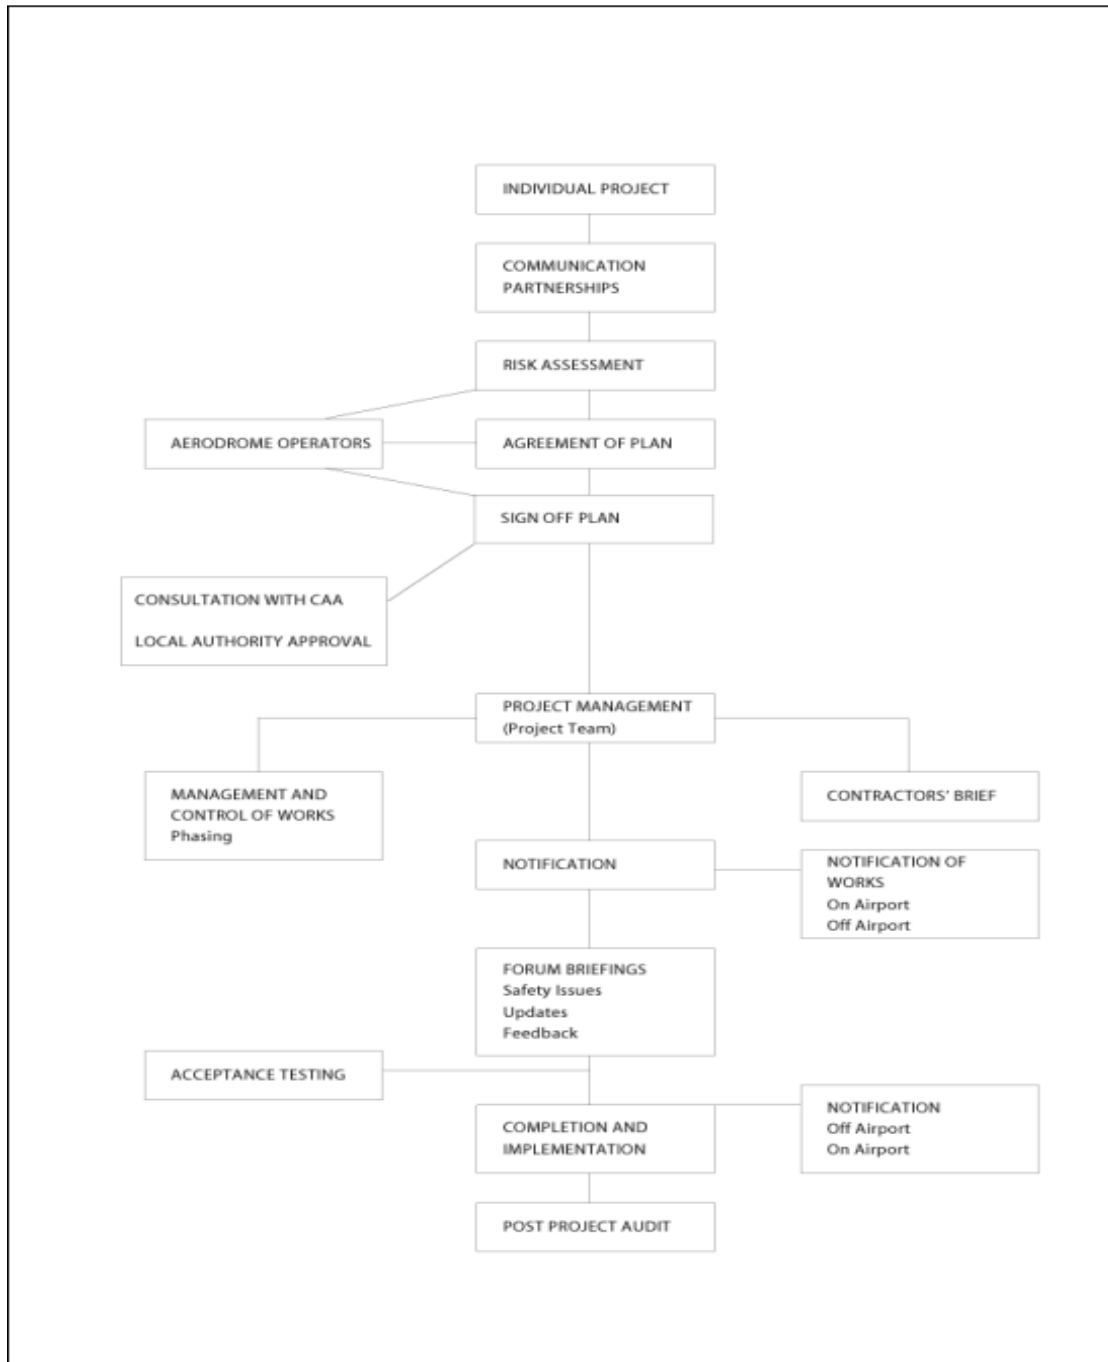 INDIVIDUAL PROJECT
COMMUNICATION
PARTNERSHIPS
RISK ASSESSMENT
AERODROME OPERATORS
AGREEMENT OF PLAN
SIGN OFF PLAN
CONSULTATION WITH CAA
LOCAL AUTHORITY APPROVAL
PROJECT MANAGEMENT
(Project Team)
MANAGEMENT AND
CONTROL OF WORKS
Phasing
CONTRACTORS’ BRIEF
NOTIFICATION
NOTIFICATION OF
WORKS
On Airport
Off Airport
FORUM BRIEFINGS
Safety Issues
Updates
Feedback
ACCEPTANCE TESTING
COMPLETION AND
IMPLEMENTATION
NOTIFICATION
Off Airport
On Airport
POST PROJECT AUDIT